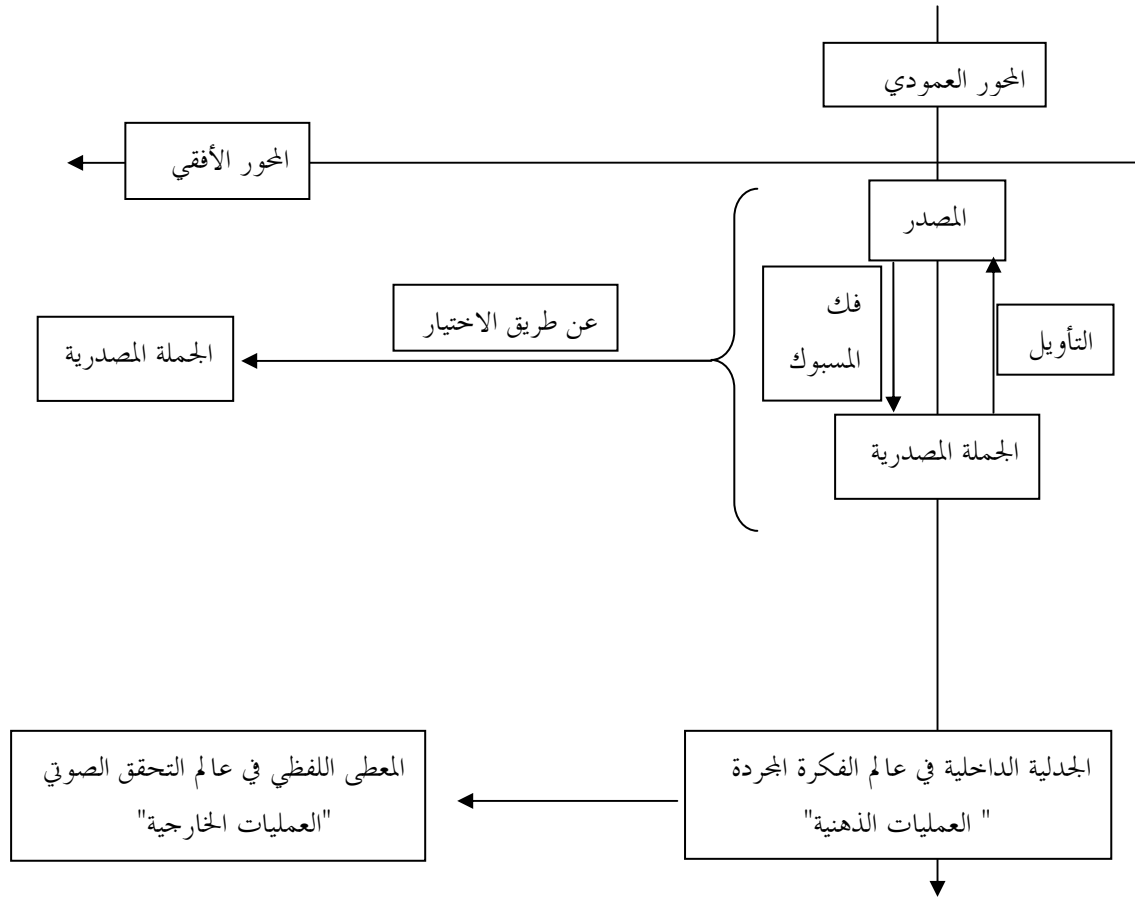 المحور العمودي
المحور الأفقي
المصدر
التأويل
فك
المسبوك
عن طريق الاختيار
الجملة المصدرية
الجملة المصدرية
الجدلية الداخلية في عالم الفكرة المجردة
" العمليات الذهنية"
المعطى اللفظي في عالم التحقق الصوتي
"العمليات الخارجية"